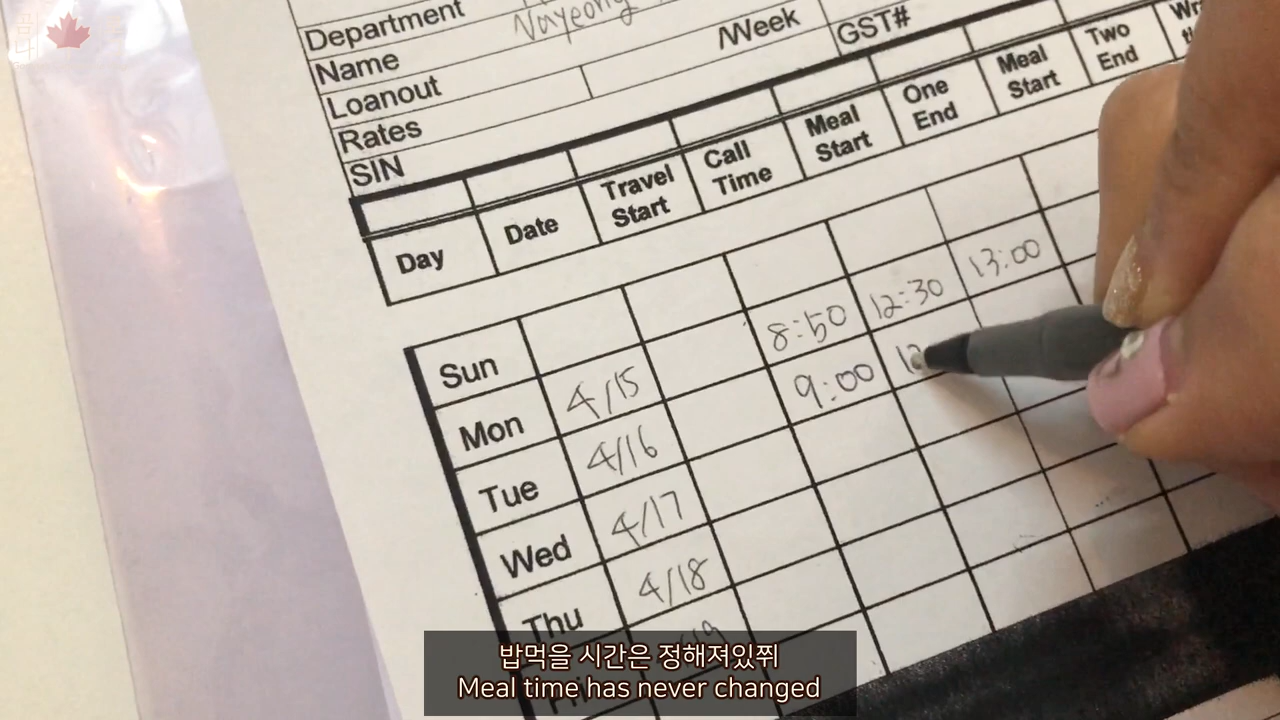 Department
Name Nayeong
Loanout /Week GST#
Rates
SIN
Day Date Travel Start Call Time Meal Start One End Meal Start Two End
Sun
Mon 4/15 8:50 12:30 13:00
Tue 4/16 9:00 12
Wed 4/17
Thu 4/18
Fri
밥먹을 시간은 정해져있쮜
Meal time has never changed